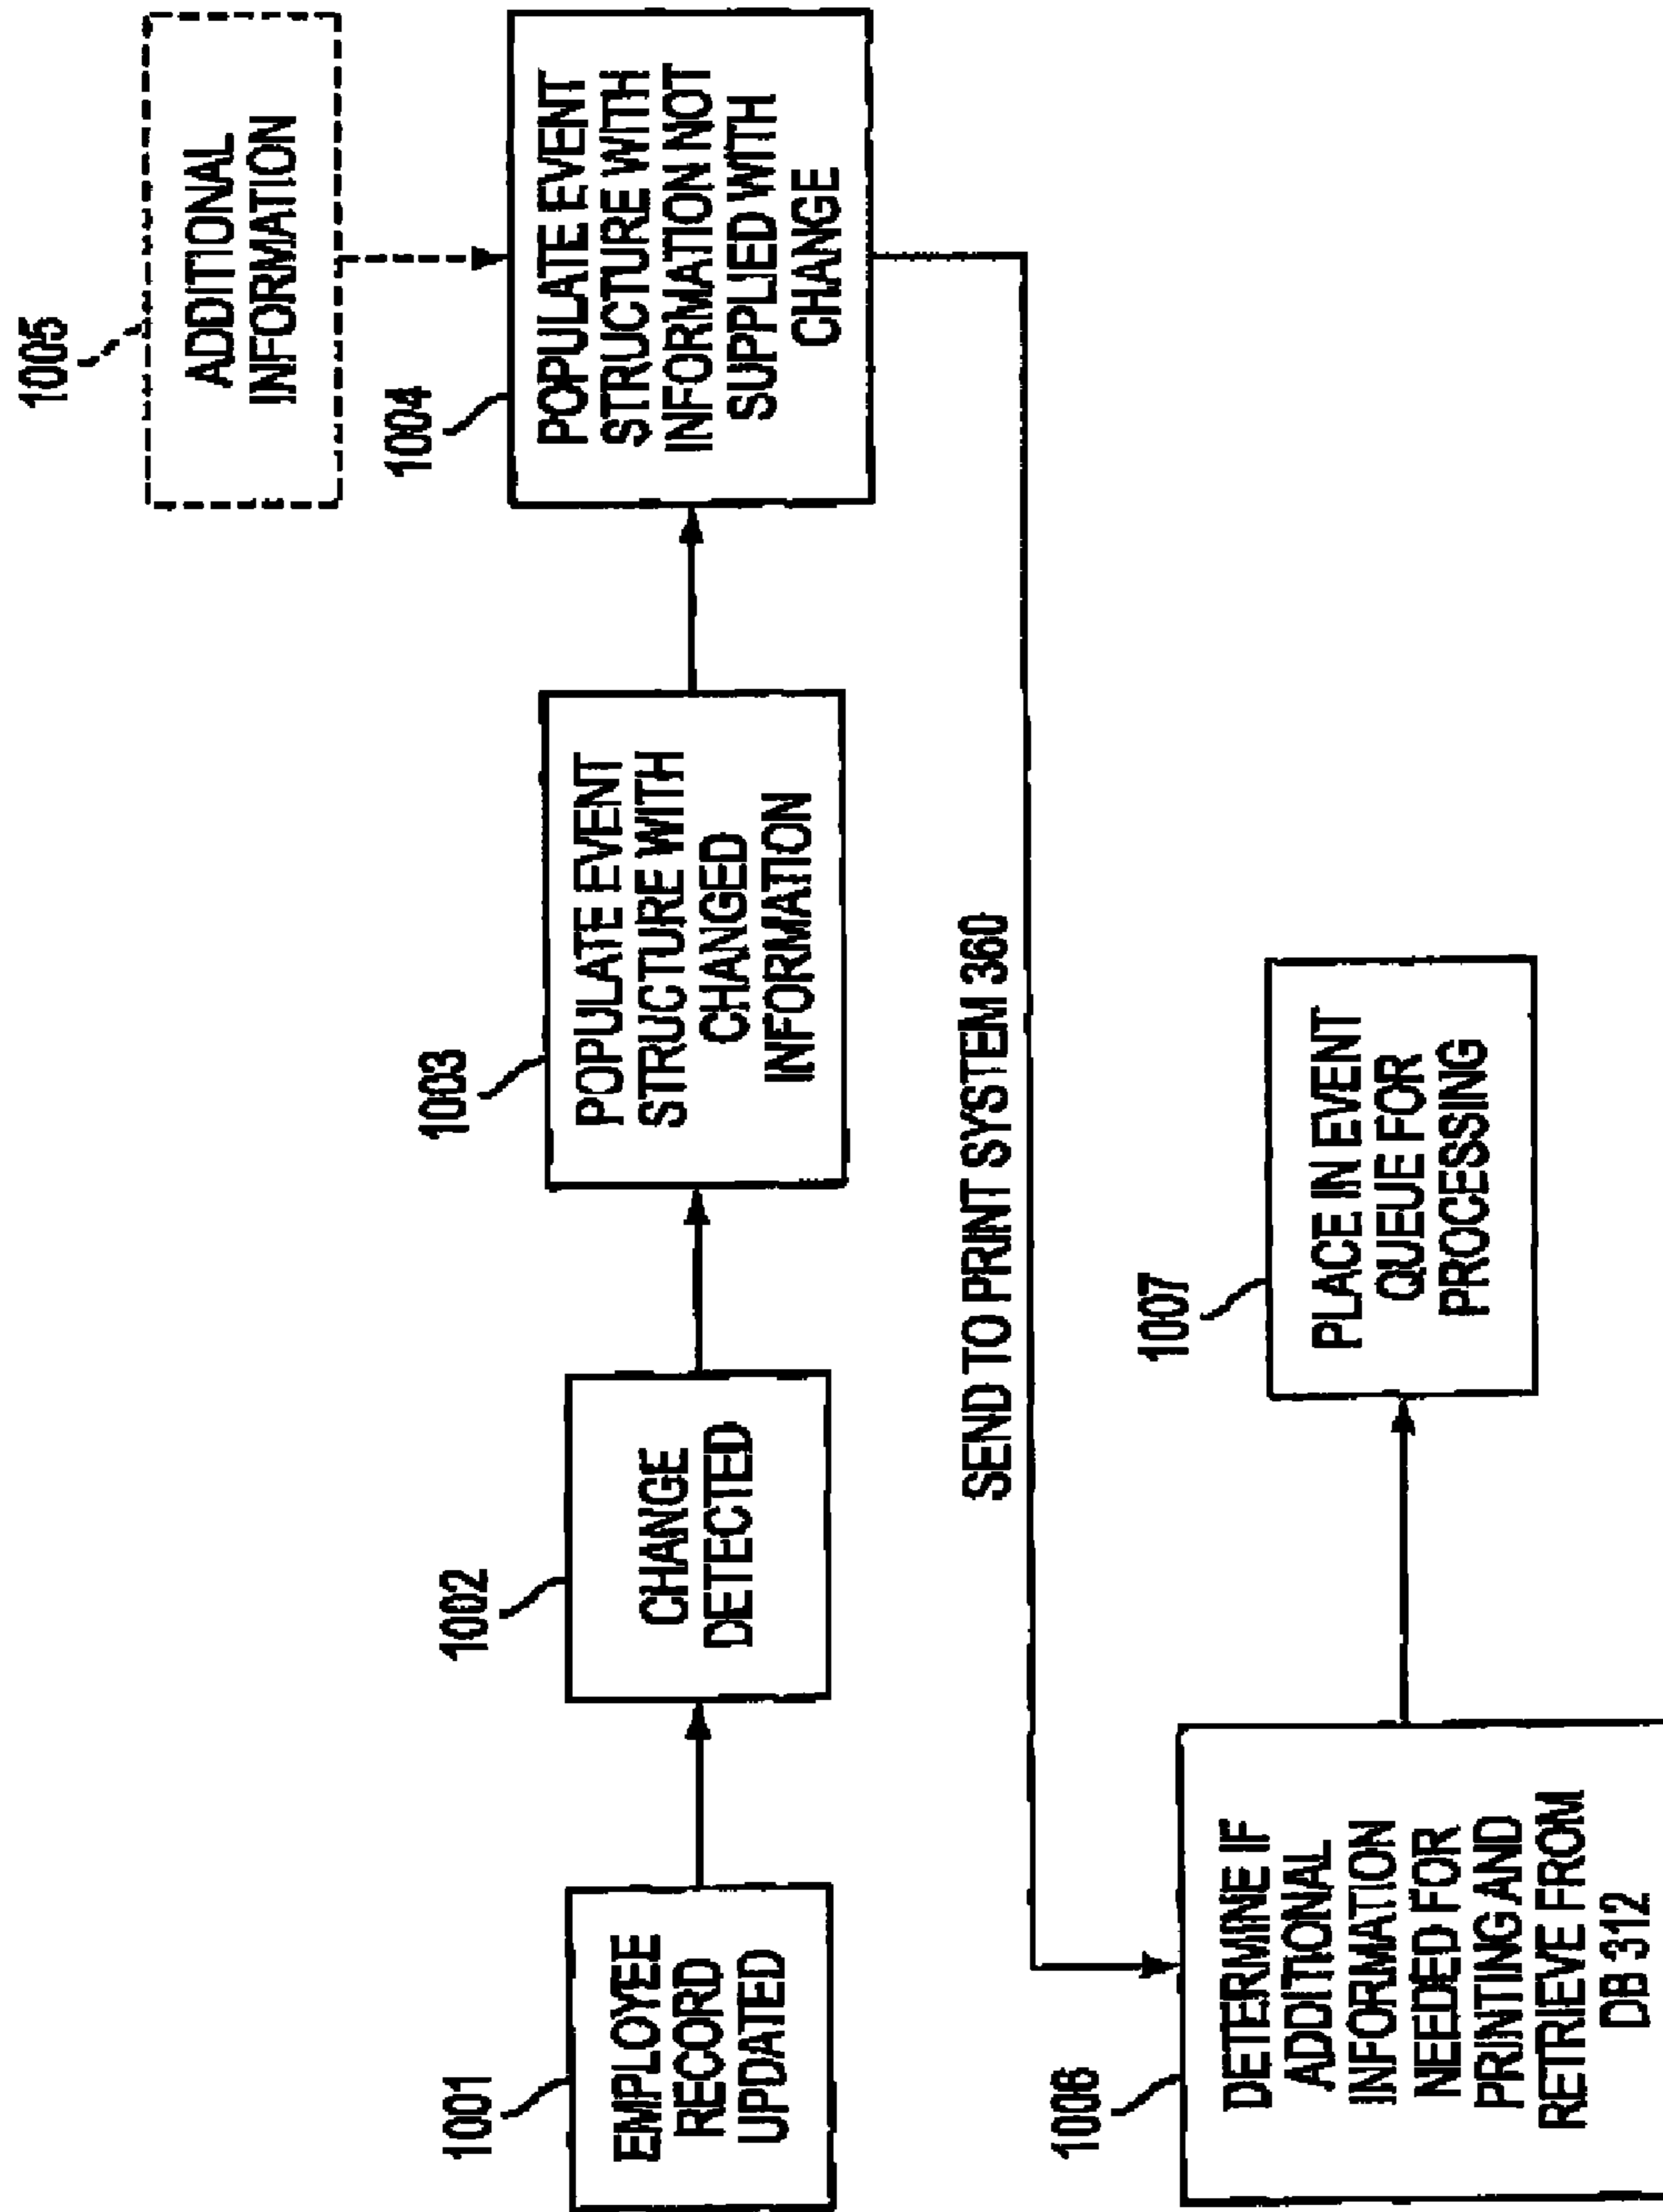 1005
ADDITIONAL
INFORMATION
1001
EMPLOYEE
RECORD
UPDATED
1002
CHANGE
DETECTED
1003
POPULATE EVENT
STRUCTURE WITH
CHANGED
INFORMATION
1004
POPULATE EVENT
STRUCTURE WITH
INFORMATION NOT
SUPPLIED WITH
CHANGE
SEND TO PRINT SYSTEM 360
1006
DETERMINE IF
ADDITIONAL
INFORMATION
NEEDED FOR
PRINTING AND
RETRIEVE FROM
DB 312
1007
PLACE IN EVENT
QUEUE FOR
PROCESSING